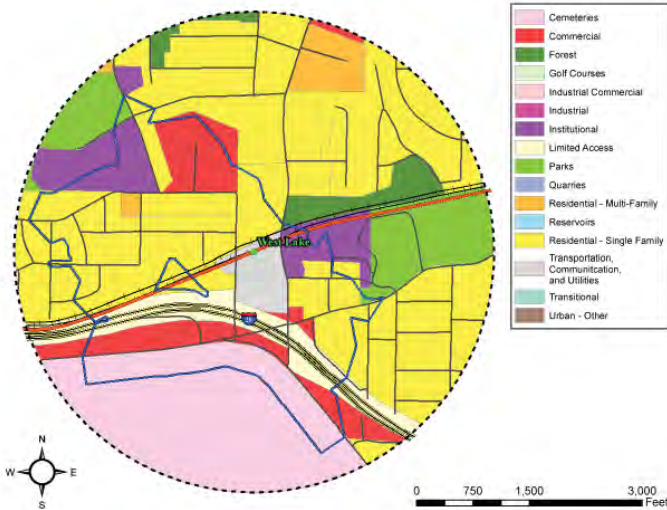 Cemeteries
Commercial
Forest
Golf Courses
Industrial Commercial
Industrial
Institutional
Limited Access
Parks
Quarries
Residential - Multi-Family
Reservoirs
Residential - Single Family
Transportation,
Communitcation,
and Utilities
Transitional
Urban - Other
West Lake
N
W
E
S
0 750 1,500 3,000
Feet